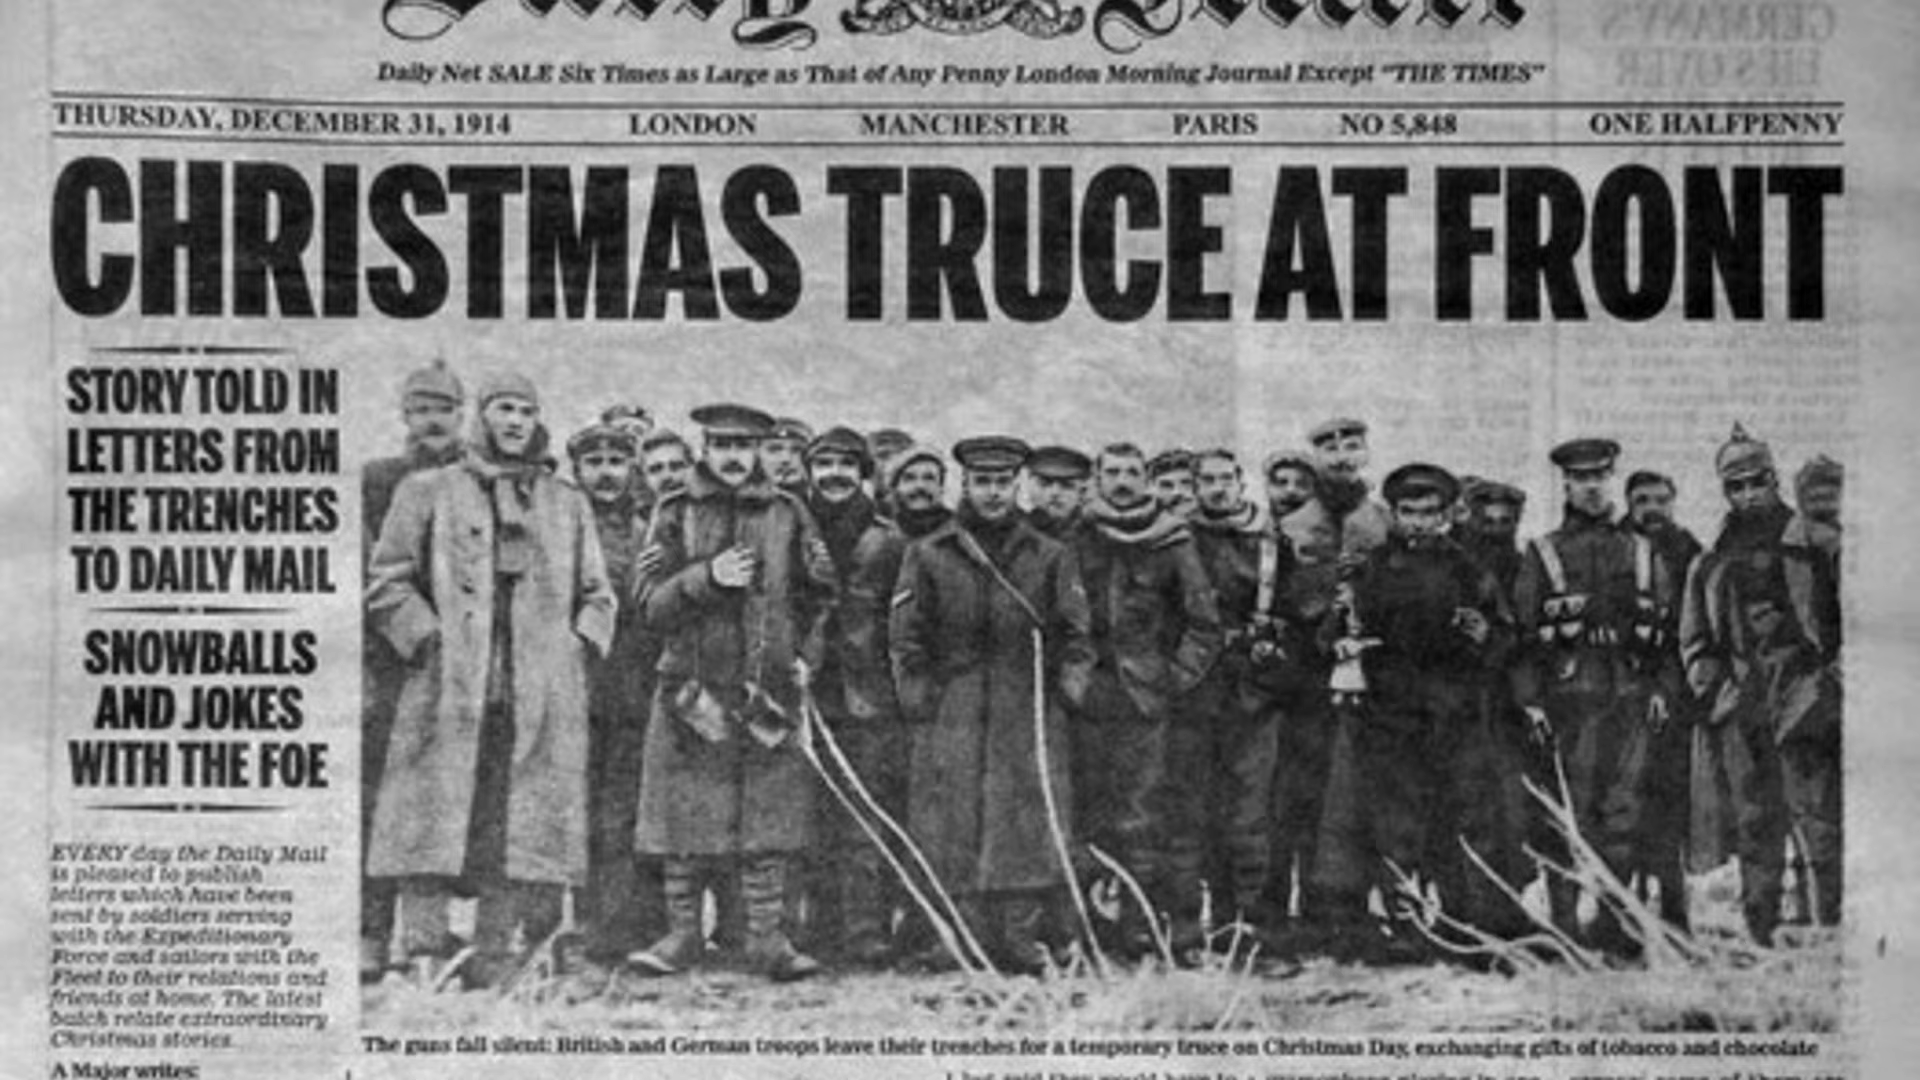 Daily Mail
Daily Net SALE Six Times as Large as That of Any Penny London Morning Journal Except "THE TIMES"
THURSDAY, DECEMBER 31, 1914 LONDON MANCHESTER PARIS NO 5,848 ONE HALFPENNY
CHRISTMAS TRUCE AT FRONT
STORY TOLD IN
LETTERS FROM
THE TRENCHES
TO DAILY MAIL
SNOWBALLS
AND JOKES
WITH THE FOE
EVERY day the Daily Mail
is pleased to publish
letters which have been
sent by soldiers serving
with the Expeditionary
Force and sailors with the
Fleet to their relations and
friends at home. The latest
batch relate extraordinary
Christmas stories.
A Major writes:
The guns fall silent: British and German troops leave their trenches for a temporary truce on Christmas Day, exchanging gifts of tobacco and chocolate